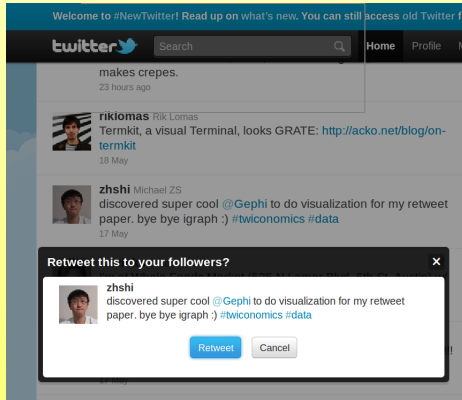 Welcome to #NewTwitter! Read up on what's new. You can still access old Twitter f
twitter
Search
Home
Profile
makes crepes.
23 hours ago
rikiomas Rik Lomas
Termkit, a visual Terminal, looks GRATE: http://acko.net/blog/on-
termkit
18 May
zhshi Michael ZS
discovered super cool @Gephi to do visualization for my retweet
paper. bye bye igraph :) #twiconomics #data
17 May
Retweet this to your followers?
zhshi
discovered super cool @Gephi to do visualization for my retweet
paper. bye bye igraph :) #twiconomics #data
Retweet
Cancel
17 May